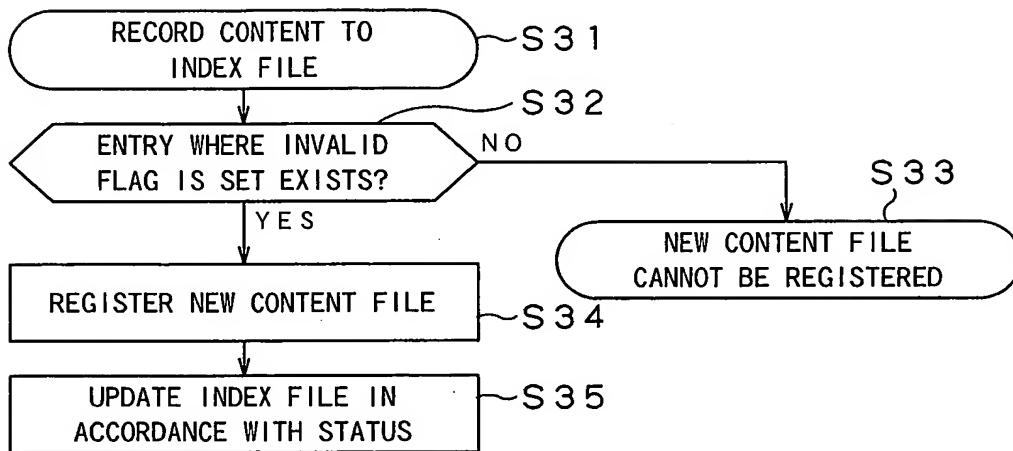 RECORD CONTENT TO
INDEX FILE
S31
S32
ENTRY WHERE INVALID
FLAG IS SET EXISTS?
NO
YES
S33
NEW CONTENT FILE
CANNOT BE REGISTERED
REGISTER NEW CONTENT FILE
S34
UPDATE INDEX FILE IN
ACCORDANCE WITH STATUS
S35